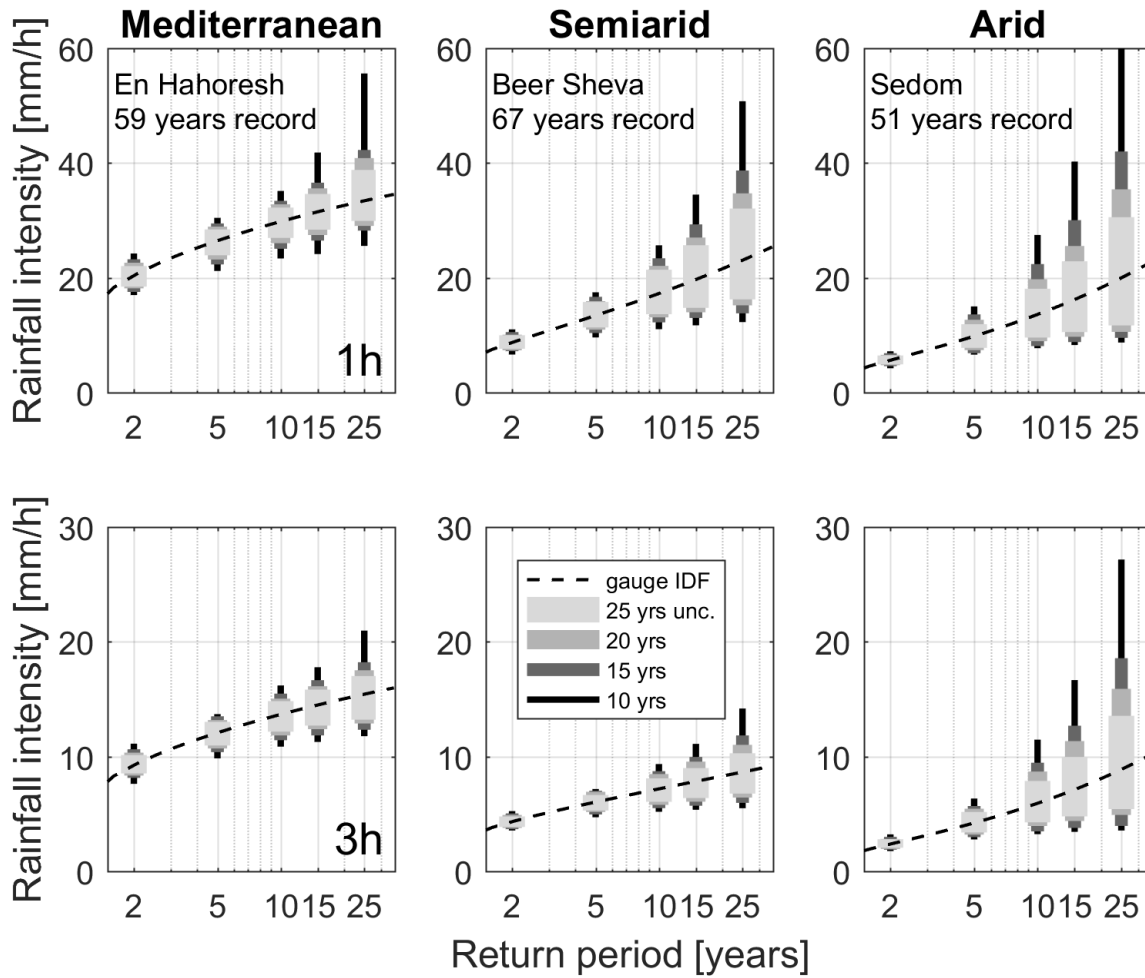 Mediterranean Semiarid Arid
Rainfall intensity [mm/h]
60
40
20
0
En Hahoresh
59 years record
1h
2 5 10 15 25
60
40
20
0
Beer Sheva
67 years record
2 5 10 15 25
60
40
20
0
Sedom
51 years record
2 5 10 15 25
Rainfall intensity [mm/h]
30
20
10
0
3h
2 5 10 15 25
30
20
10
0
gauge IDF
25 yrs unc.
20 yrs
15 yrs
10 yrs
2 5 10 15 25
30
20
10
0
2 5 10 15 25
Return period [years]